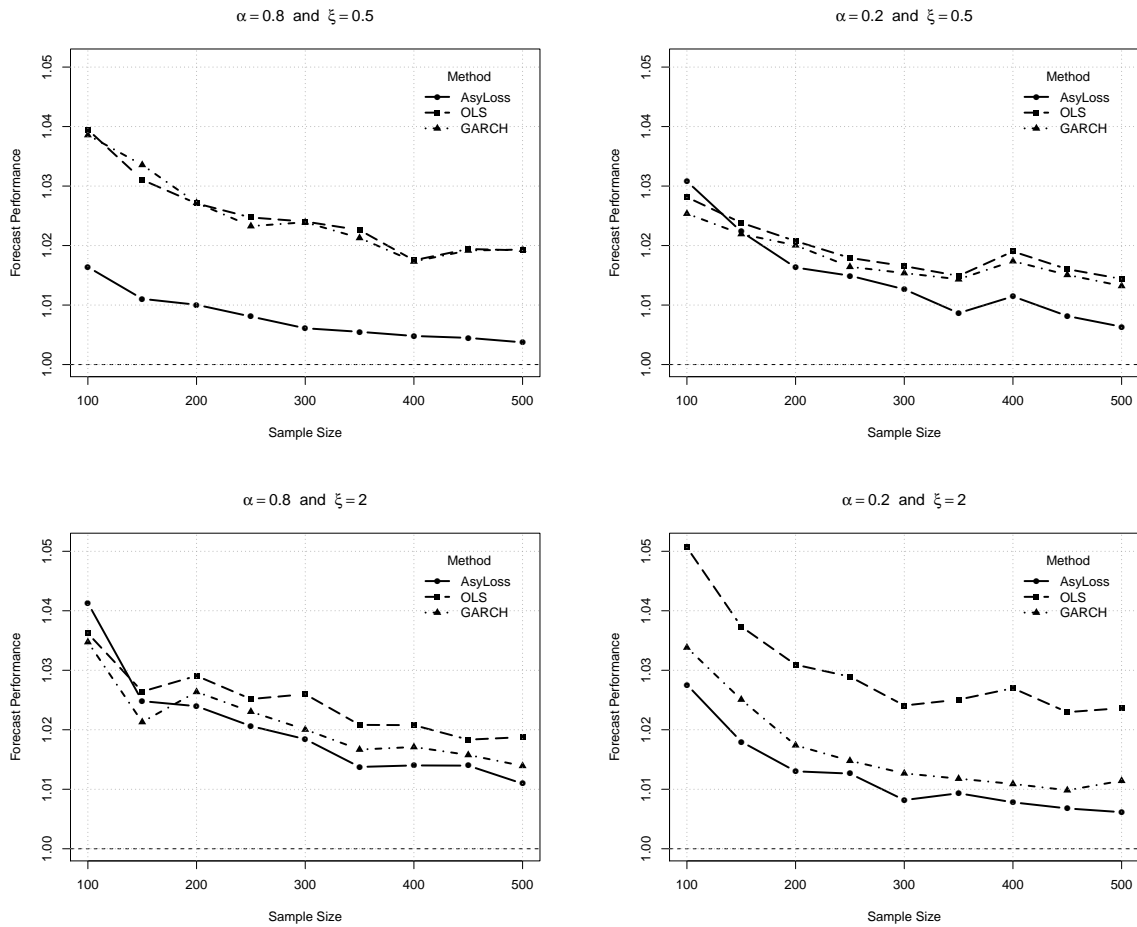 α = 0.8 and ξ = 0.5
Forecast Performance
1.00 1.01 1.02 1.03 1.04 1.05
Method
AsyLoss
OLS
GARCH
100 200 300 400 500
Sample Size
α = 0.2 and ξ = 0.5
Forecast Performance
1.00 1.01 1.02 1.03 1.04 1.05
Method
AsyLoss
OLS
GARCH
100 200 300 400 500
Sample Size
α = 0.8 and ξ = 2
Forecast Performance
1.00 1.01 1.02 1.03 1.04 1.05
Method
AsyLoss
OLS
GARCH
100 200 300 400 500
Sample Size
α = 0.2 and ξ = 2
Forecast Performance
1.00 1.01 1.02 1.03 1.04 1.05
Method
AsyLoss
OLS
GARCH
100 200 300 400 500
Sample Size